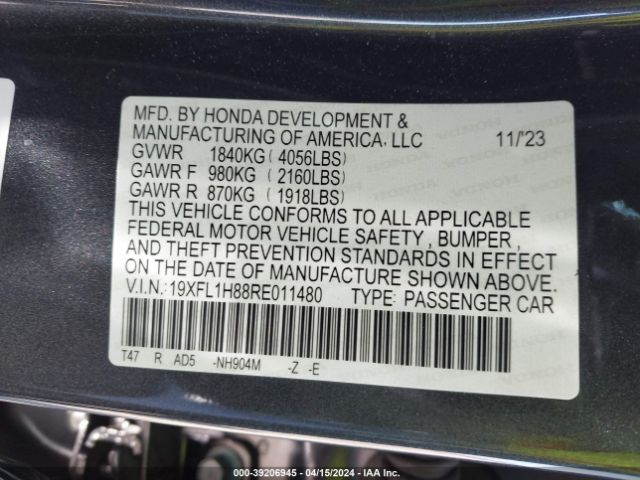 MFD. BY HONDA DEVELOPMENT &
MANUFACTURING OF AMERICA, LLC 11/'23
GVWR 1840KG ( 4056LBS)
GAWR F 980KG ( 2160LBS)
GAWR R 870KG ( 1918LBS)
THIS VEHICLE CONFORMS TO ALL APPLICABLE
FEDERAL MOTOR VEHICLE SAFETY , BUMPER ,
AND THEFT PREVENTION STANDARDS IN EFFECT
ON THE DATE OF MANUFACTURE SHOWN ABOVE.
V.I.N.: 19XFL1H88RE011480 TYPE: PASSENGER CAR
T47 R AD5 -NH904M -Z -E
000-39206945 - 04/15/2024 - IAA Inc.